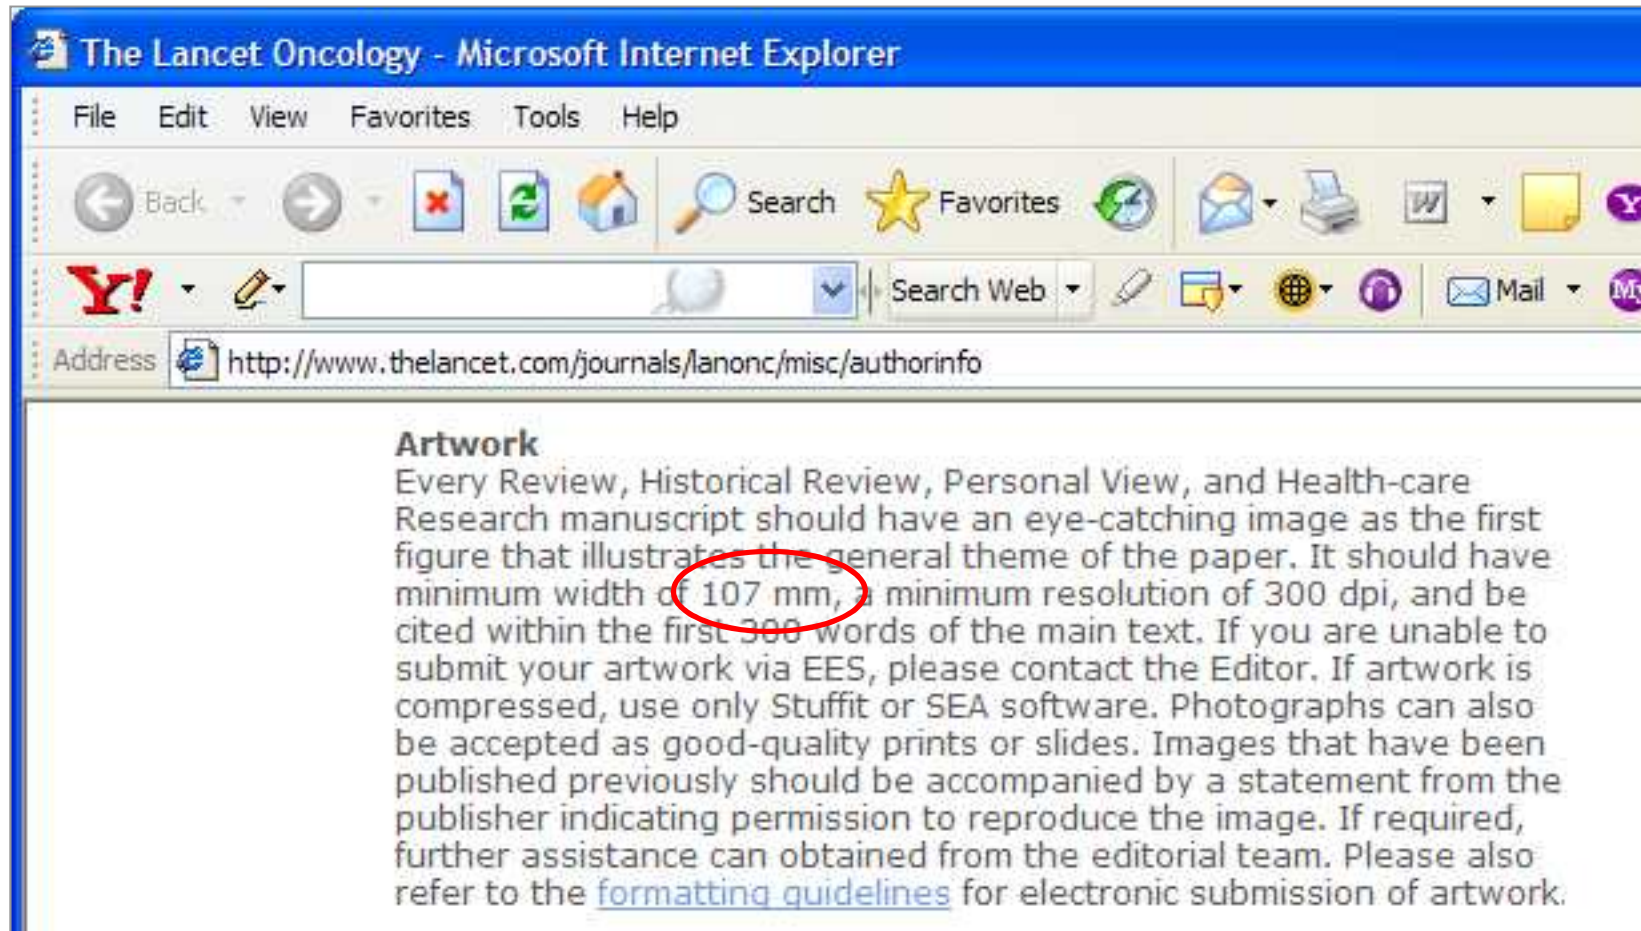 The Lancet Oncology - Microsoft Internet Explorer
File Edit View Favorites Tools Help
Back Search Favorites W Y
Y! Search Web Mail My
Address http://www.thelancet.com/journals/lanonc/misc/authorinfo
Artwork
Every Review, Historical Review, Personal View, and Health-care
Research manuscript should have an eye-catching image as the first
figure that illustrates the general theme of the paper. It should have
minimum width of 107 mm, a minimum resolution of 300 dpi, and be
cited within the first 300 words of the main text. If you are unable to
submit your artwork via EES, please contact the Editor. If artwork is
compressed, use only Stuffit or SEA software. Photographs can also
be accepted as good-quality prints or slides. Images that have been
published previously should be accompanied by a statement from the
publisher indicating permission to reproduce the image. If required,
further assistance can obtained from the editorial team. Please also
refer to the formatting guidelines for electronic submission of artwork.